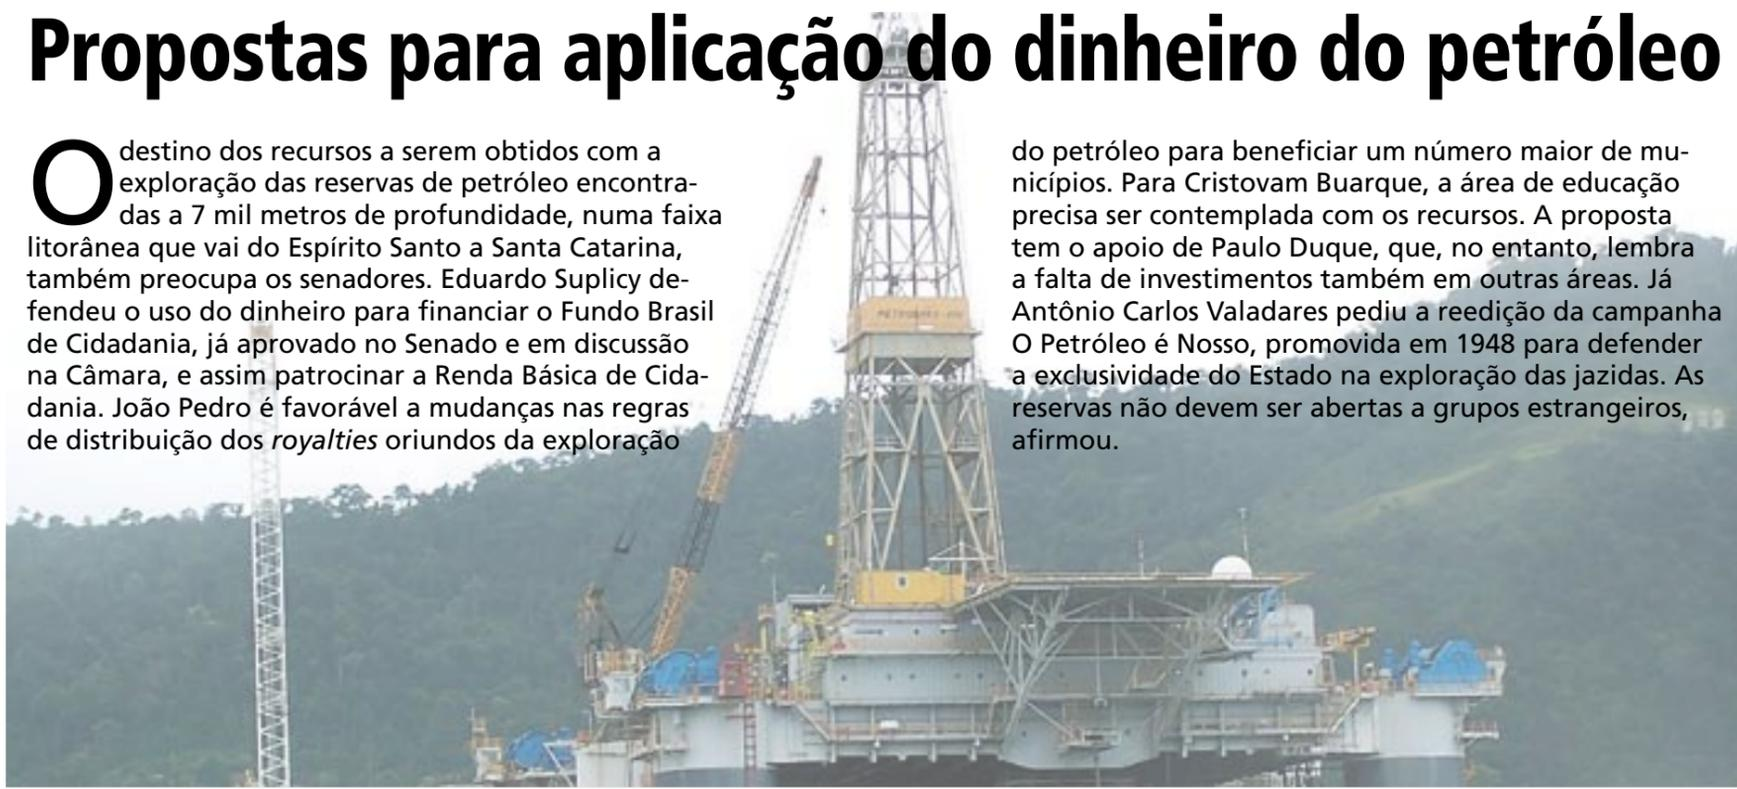 Propostas para aplicação do dinheiro do petróleo
O destino dos recursos a serem obtidos com a
exploração das reservas de petróleo encontra-
das a 7 mil metros de profundidade, numa faixa
litorânea que vai do Espírito Santo a Santa Catarina,
também preocupa os senadores. Eduardo Suplicy de-
fendeu o uso do dinheiro para financiar o Fundo Brasil
de Cidadania, já aprovado no Senado e em discussão
na Câmara, e assim patrocinar a Renda Básica de Cida-
dania. João Pedro é favorável a mudanças nas regras
de distribuição dos royalties oriundos da exploração
do petróleo para beneficiar um número maior de mu-
nicípios. Para Cristovam Buarque, a área de educação
precisa ser contemplada com os recursos. A proposta
tem o apoio de Paulo Duque, que, no entanto, lembra
a falta de investimentos também em outras áreas. Já
Antônio Carlos Valadares pediu a reedição da campanha
O Petróleo é Nosso, promovida em 1948 para defender
a exclusividade do Estado na exploração das jazidas. As
reservas não devem ser abertas a grupos estrangeiros,
afirmou.